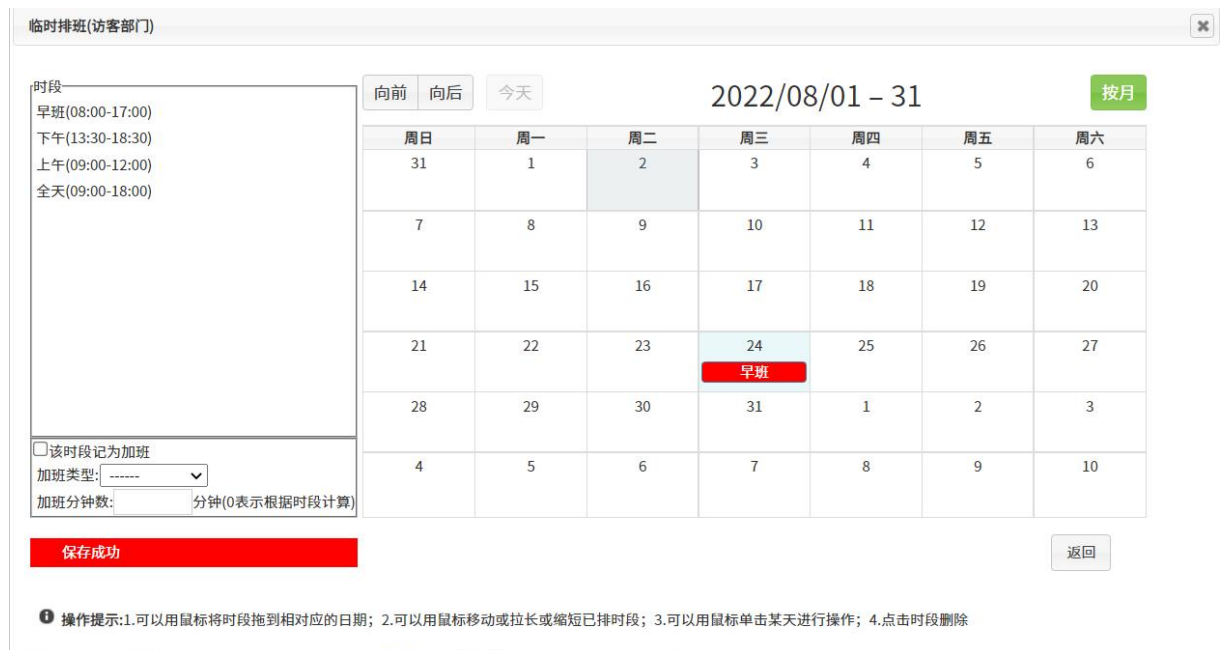 临时排班(访客部门)
时段
早班(08:00-17:00)
下午(13:30-18:30)
上午(09:00-12:00)
全天(09:00-18:00)
该时段记为加班
加班类型: ------
加班分钟数: 分钟(0表示根据时段计算)
保存成功
向前 向后 今天 2022/08/01 – 31 按月
周日 周一 周二 周三 周四 周五 周六
31 1 2 3 4 5 6
7 8 9 10 11 12 13
14 15 16 17 18 19 20
21 22 23 24 25 26 27
早班
28 29 30 31 1 2 3
4 5 6 7 8 9 10
返回
操作提示:1.可以用鼠标将时段拖到相对应的日期；2.可以用鼠标移动或拉长或缩短已排时段；3.可以用鼠标单击某天进行操作；4.点击时段删除